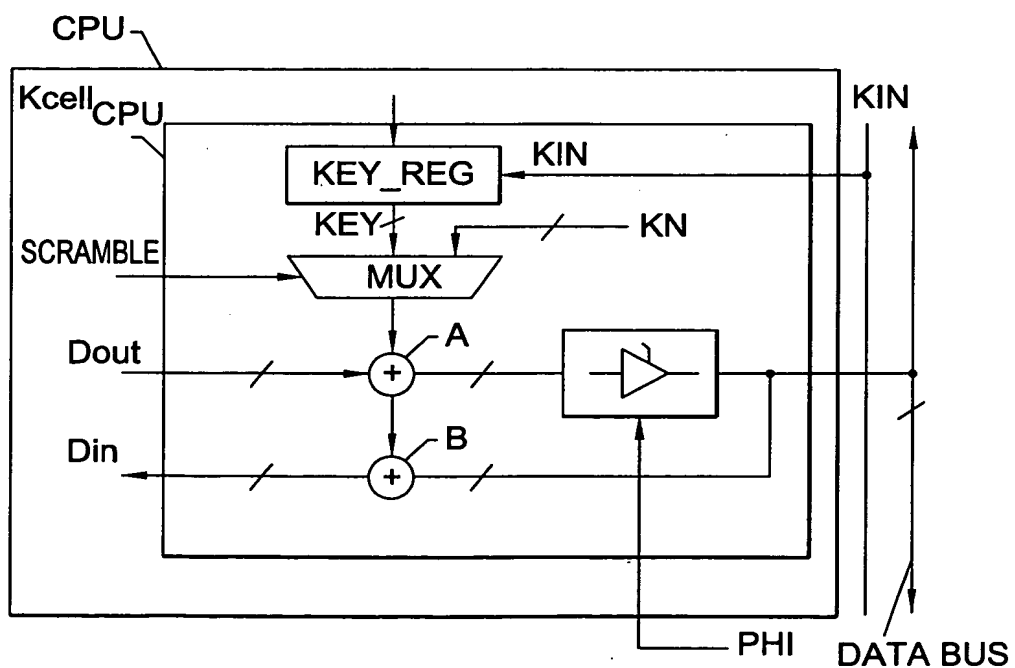 CPU
Kcell CPU
KIN
KEY_REG
KIN
KEY
KN
SCRAMBLE
MUX
A
Dout
+
B
Din
+
PHI
DATA BUS